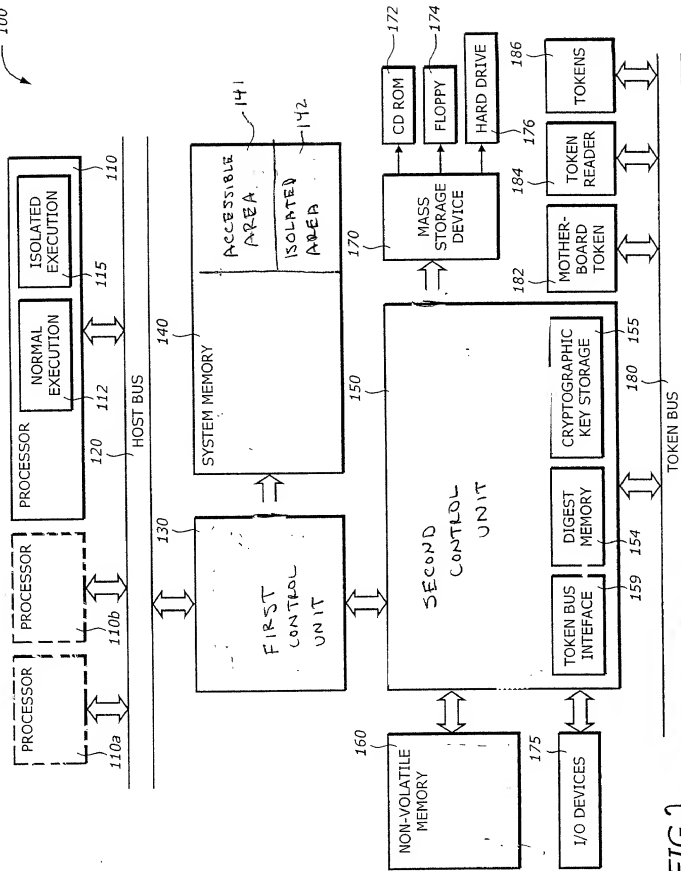 100
PROCESSOR
110a
PROCESSOR
110b
PROCESSOR
NORMAL
EXECUTION
112
ISOLATED
EXECUTION
115
110
120
HOST BUS
130
FIRST
CONTROL
UNIT
140
SYSTEM MEMORY
ACCESSIBLE
AREA
141
ISOLATED
AREA
142
150
SECOND
CONTROL
UNIT
TOKEN BUS
INTEFACE
159
DIGEST
MEMORY
154
CRYPTOGRAPHIC
KEY STORAGE
155
160
NON-VOLATILE
MEMORY
175
I/O DEVICES
170
MASS
STORAGE
DEVICE
CD ROM
172
FLOPPY
174
HARD DRIVE
176
182
MOTHER-
BOARD
TOKEN
184
TOKEN
READER
186
TOKENS
180
TOKEN BUS